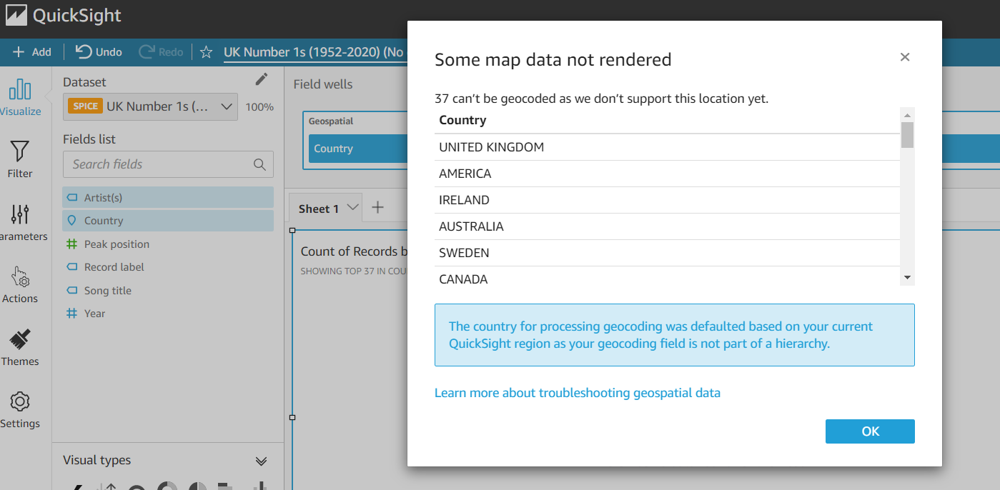 QuickSight
Add Undo Redo UK Number 1s (1952-2020) (No
Visualize
Filter
arameters
Actions
Themes
Settings
Dataset
SPICE UK Number 1s (... 100%
Fields list
Search fields
Artist(s)
Country
Peak position
Record label
Song title
Year
Visual types
Field wells
Geospatial
Country
Sheet 1
Count of Records b
SHOWING TOP 37 IN COU
Some map data not rendered
37 can't be geocoded as we don't support this location yet.
Country
UNITED KINGDOM
AMERICA
IRELAND
AUSTRALIA
SWEDEN
CANADA
The country for processing geocoding was defaulted based on your current
QuickSight region as your geocoding field is not part of a hierarchy.
Learn more about troubleshooting geospatial data
OK